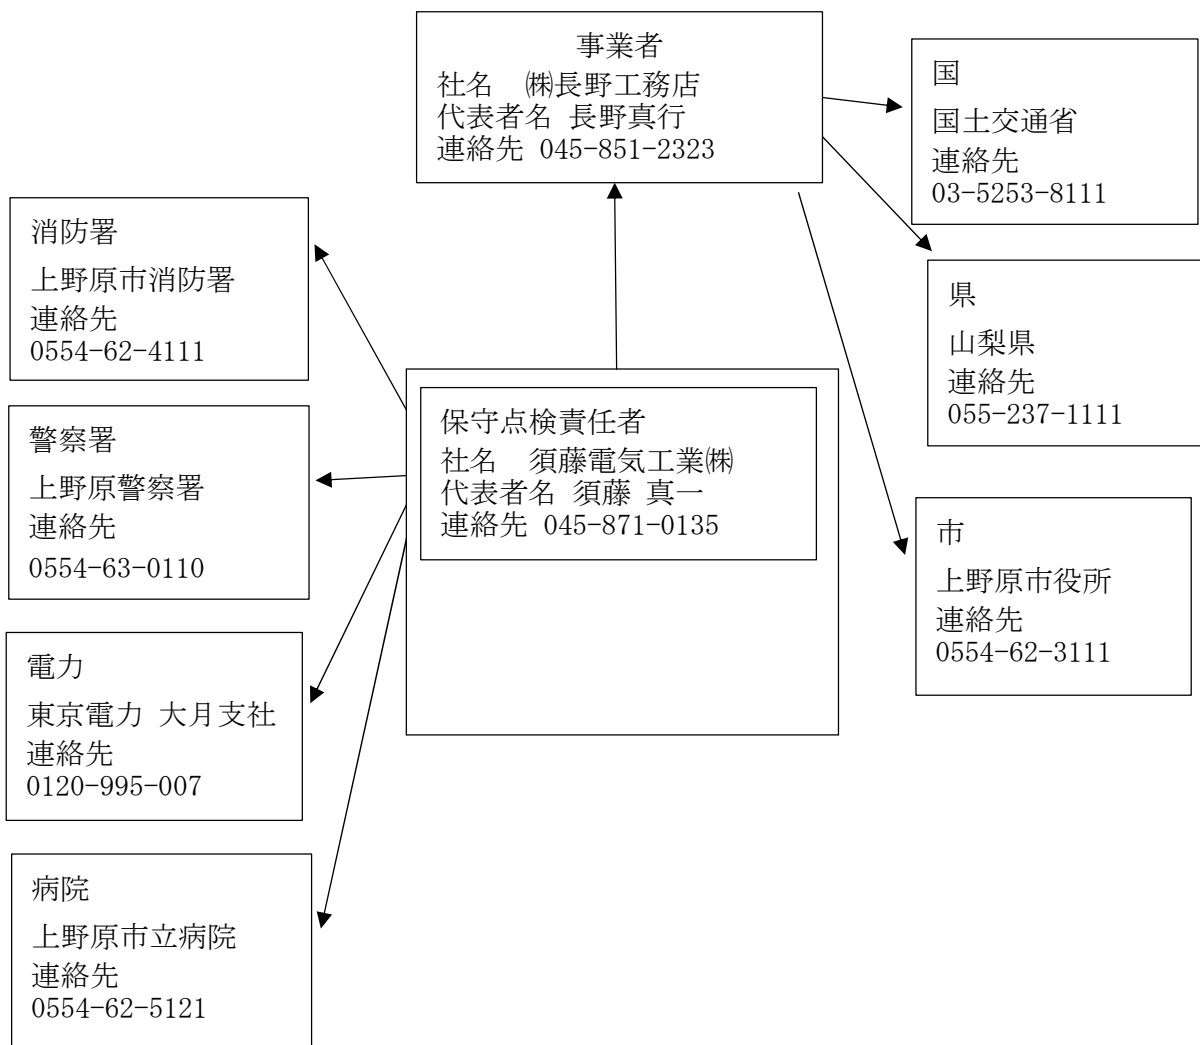 事業者
社名　㈱長野工務店
代表者名 長野真行
連絡先 045-851-2323
国
国土交通省
連絡先
03-5253-8111
消防署
上野原市消防署
連絡先
0554-62-4111
県
山梨県
連絡先
055-237-1111
保守点検責任者
社名　須藤電気工業㈱
代表者名 須藤 真一
連絡先 045-871-0135
警察署
上野原警察署
連絡先
0554-63-0110
市
上野原市役所
連絡先
0554-62-3111
電力
東京電力 大月支社
連絡先
0120-995-007
病院
上野原市立病院
連絡先
0554-62-5121